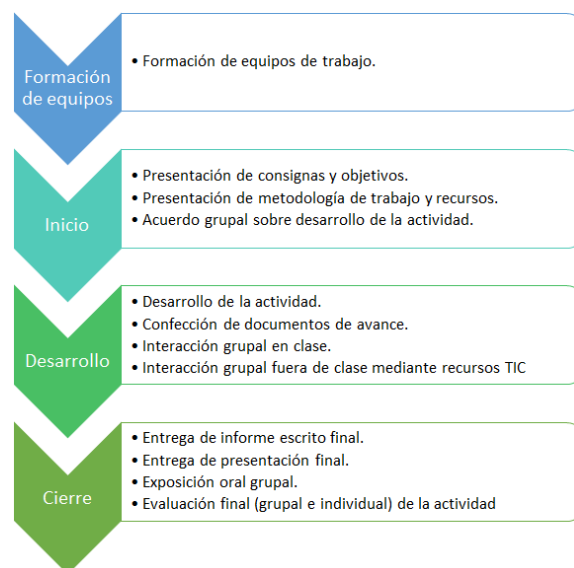 Formación
de equipos
• Formación de equipos de trabajo.
Inicio
• Presentación de consignas y objetivos.
• Presentación de metodología de trabajo y recursos.
• Acuerdo grupal sobre desarrollo de la actividad.
Desarrollo
• Desarrollo de la actividad.
• Confección de documentos de avance.
• Interacción grupal en clase.
• Interacción grupal fuera de clase mediante recursos TIC
Cierre
• Entrega de informe escrito final.
• Entrega de presentación final.
• Exposición oral grupal.
• Evaluación final (grupal e individual) de la actividad